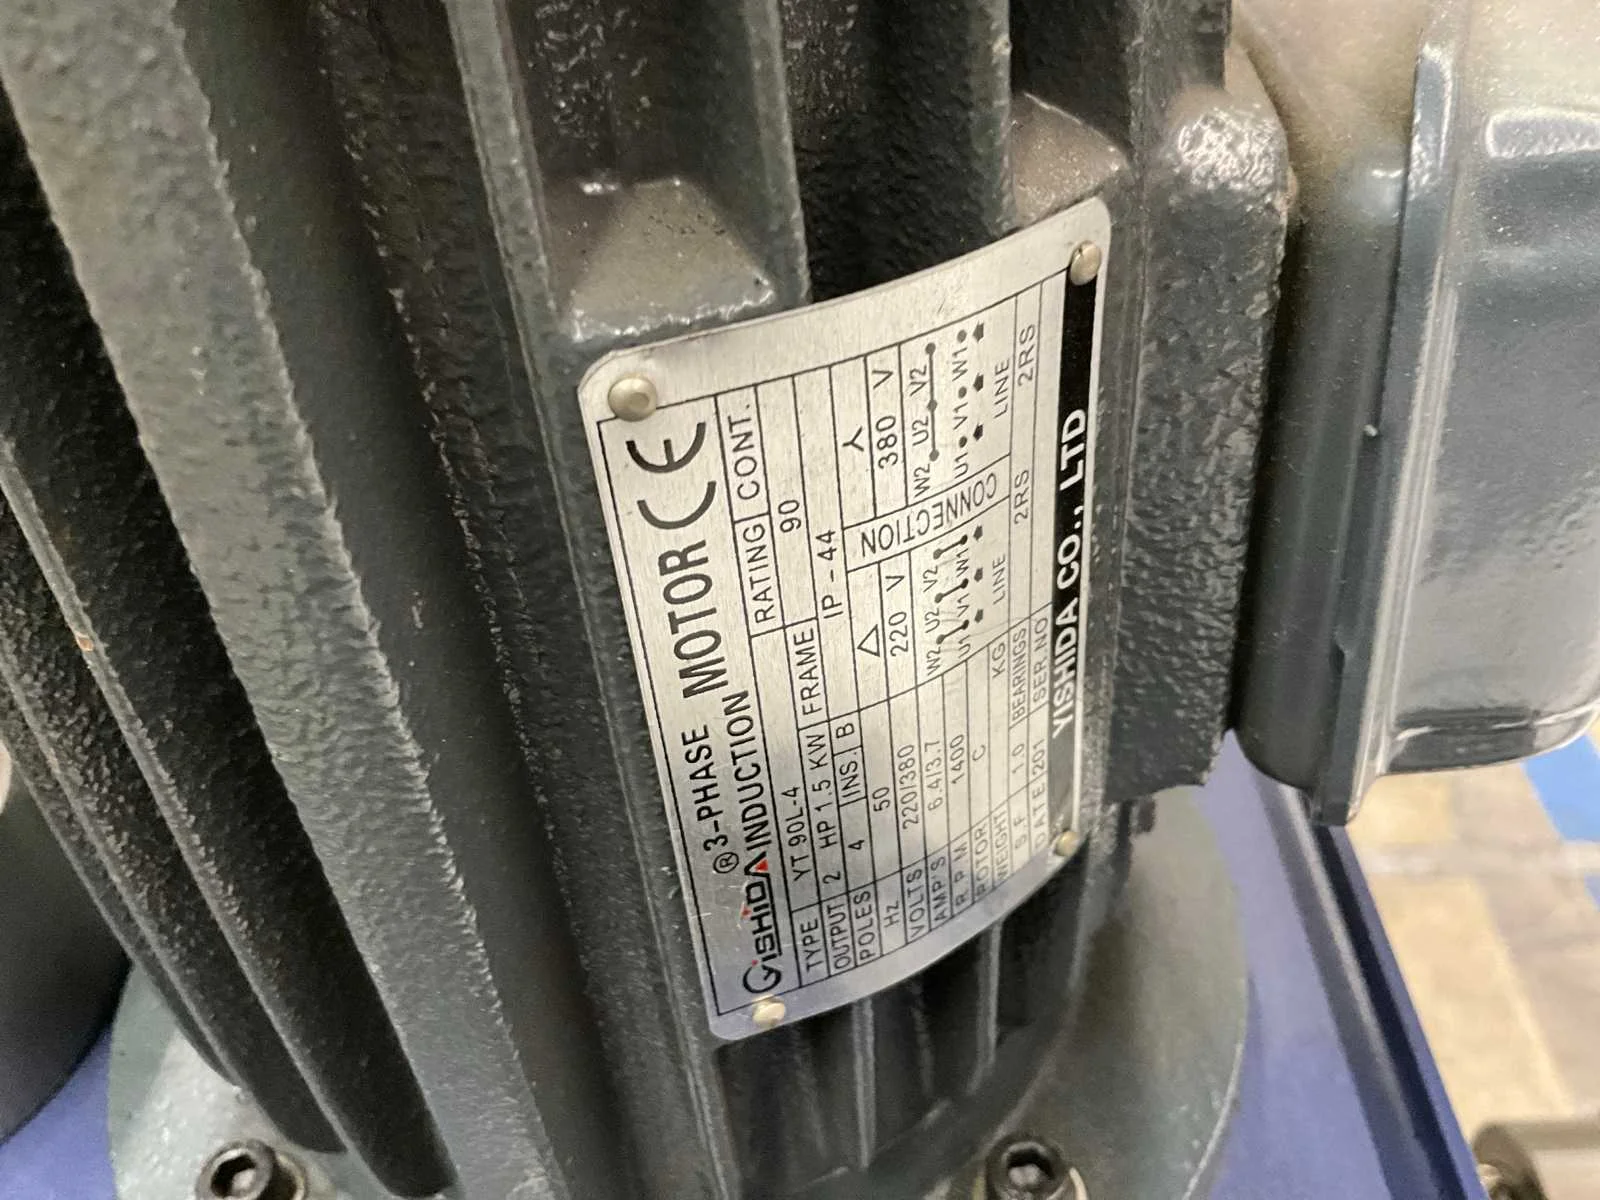 ® 3-PHASE MOTOR CE
YISHIDA INDUCTION
TYPE YT 90L-4 RATING CONT.
OUTPUT 2 HP 1.5 KW FRAME 90
POLES 4 INS. B IP-44
Hz 50 △ 人
VOLTS 220/380 220 V CONNECTION 380 V
AMP'S 6.4/3.7 W2 U2 V2 W2 U2 V2
R.P.M 1400 U1 V1 W1 U1 V1 W1
ROTOR C LINE LINE
WEIGHT KG
S.F. 1.0 BEARINGS 2RS 2RS
DATE 201 SER.NO
YISHIDA CO., LTD